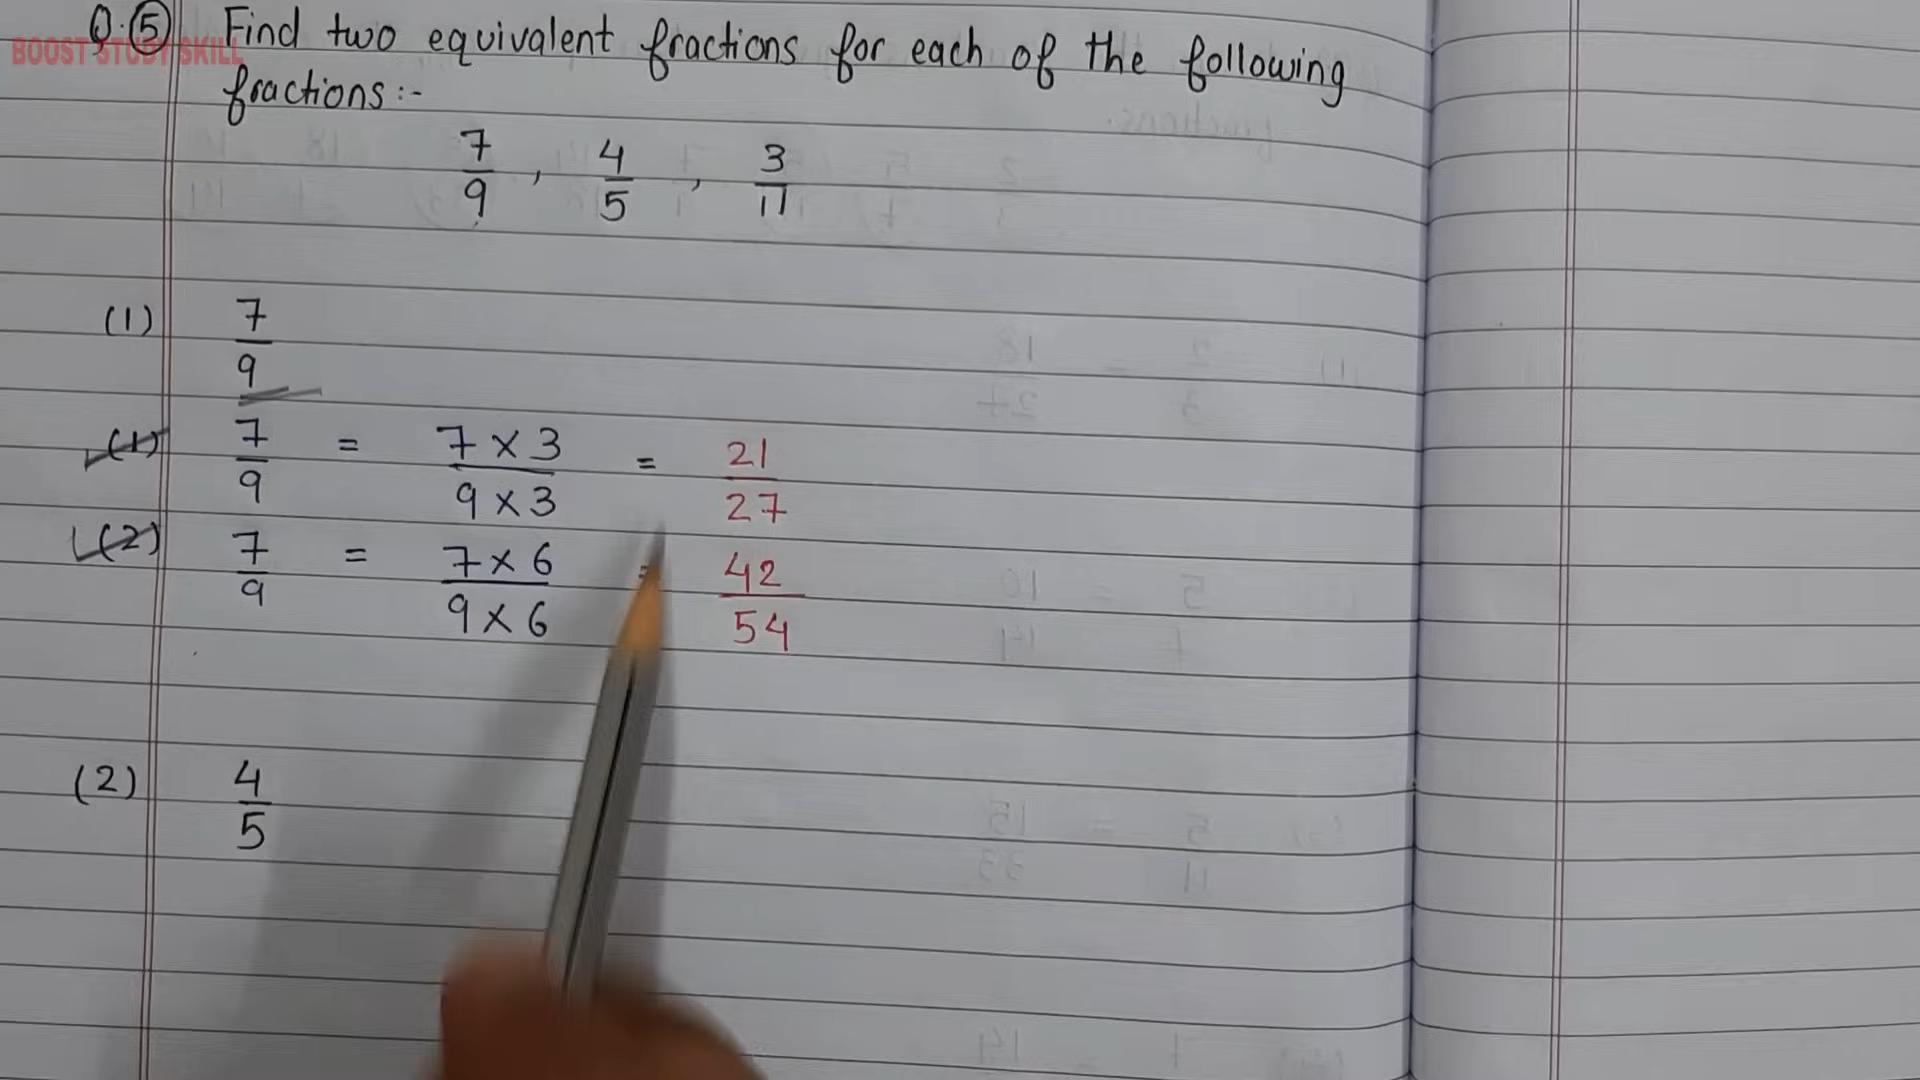 BOOST STUDY SKILL
Q.⑤ Find two equivalent fractions for each of the following
fractions :-
7/9 , 4/5 , 3/11
(1) 7/9
(1) 7/9 = 7 × 3 / 9 × 3 = 21/27
(2) 7/9 = 7 × 6 / 9 × 6 = 42/54
(2) 4/5